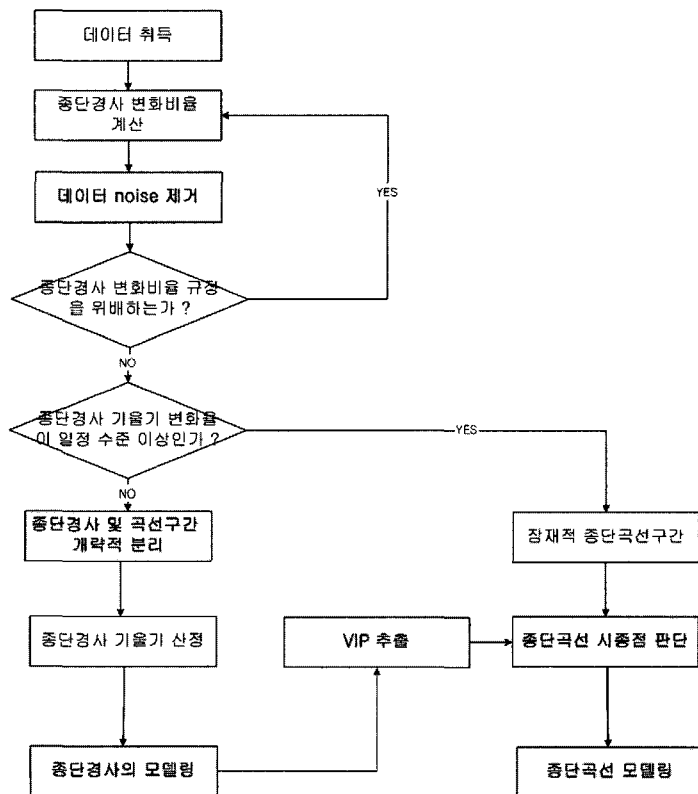 데이터 취득
종단경사 변화비율
계산
데이터 noise 제거
YES
종단경사 변화비율 규정
을 위배하는가 ?
NO
종단경사 기울기 변화율
이 일정 수준 이상인가 ?
YES
NO
종단경사 및 곡선구간
개략적 분리
잠재적 종단곡선구간
종단경사 기울기 산정
VIP 추출
종단곡선 시종점 판단
종단경사의 모델링
종단곡선 모델링